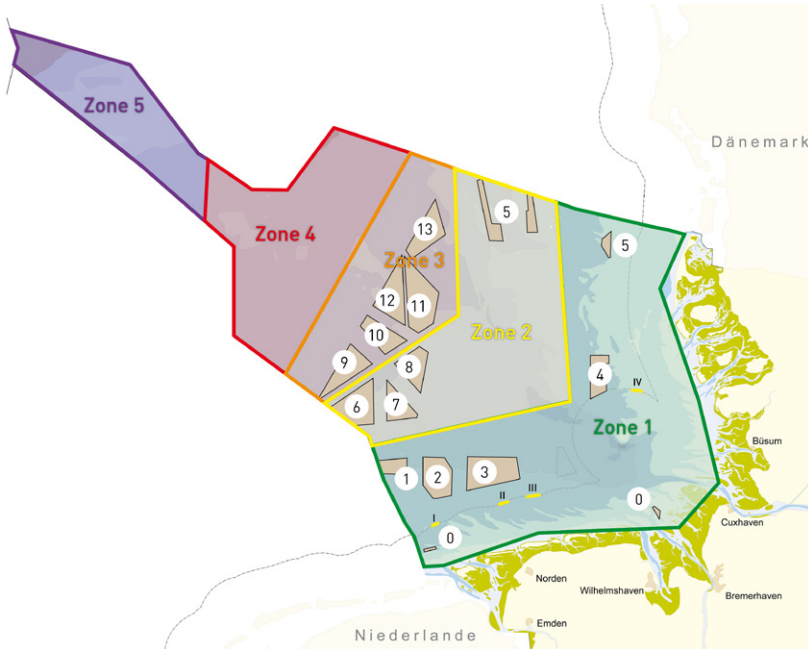 Zone 5
Dänemark
5
13
Zone 4
5
Zone 3
12
11
10
Zone 2
9
8
4
IV
6
7
Zone 1
Büsum
1
2
3
III
II
0
I
Cuxhaven
0
Norden
Wilhelmshaven
Bremerhaven
Emden
Niederlande